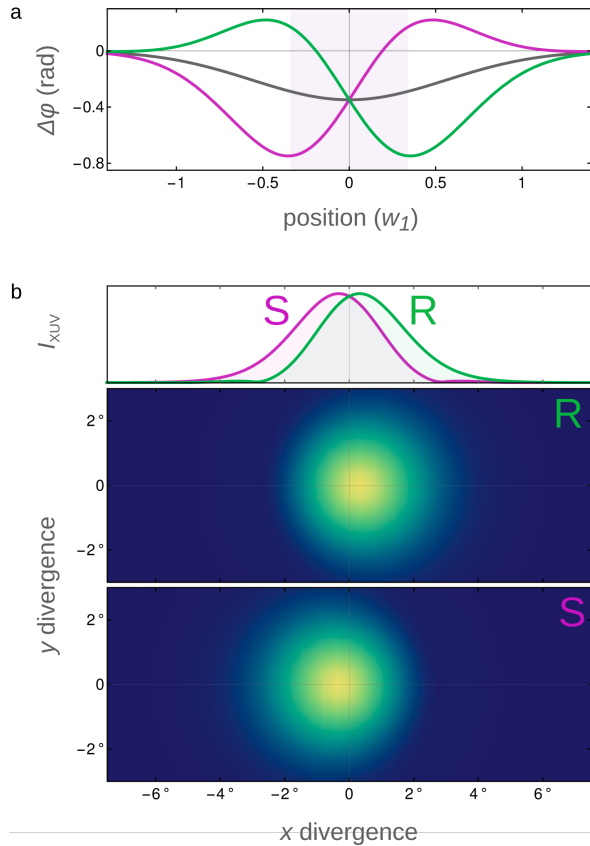 a
Δφ (rad)
0
−0.4
−0.8
−1
−0.5
0
0.5
1
position (w1)
b
IXUV
S
R
R
2°
0
−2°
y divergence
S
2°
0
−2°
−6°
−4°
−2°
0
2°
4°
6°
x divergence